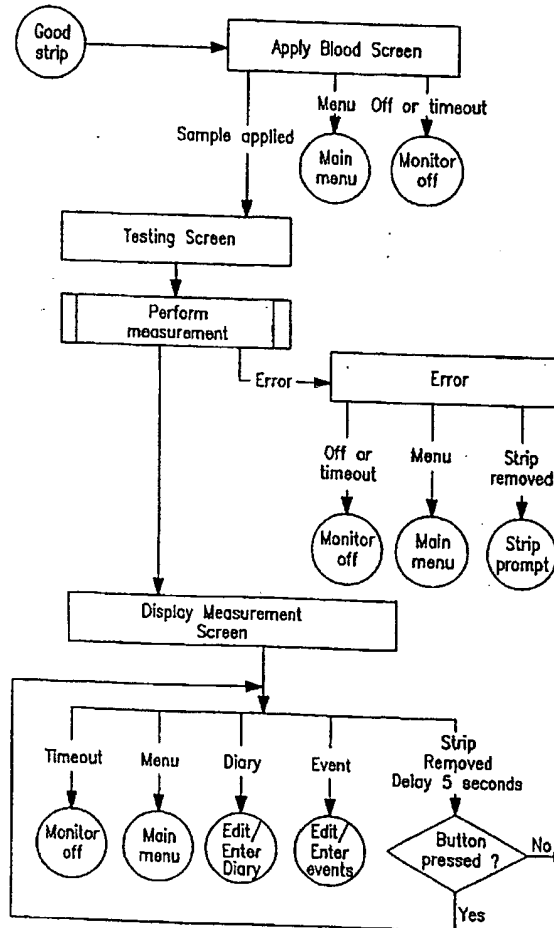 Good
strip
Apply Blood Screen
Menu
Off or timeout
Sample applied
Main
menu
Monitor
off
Testing Screen
Perform
measurement
Error
Error
Off or
timeout
Menu
Strip
removed
Monitor
off
Main
menu
Strip
prompt
Display Measurement
Screen
Timeout
Menu
Diary
Event
Strip
Removed
Delay 5 seconds
Monitor
off
Main
menu
Edit/
Enter
Diary
Edit/
Enter
events
Button
pressed ?
No
Yes